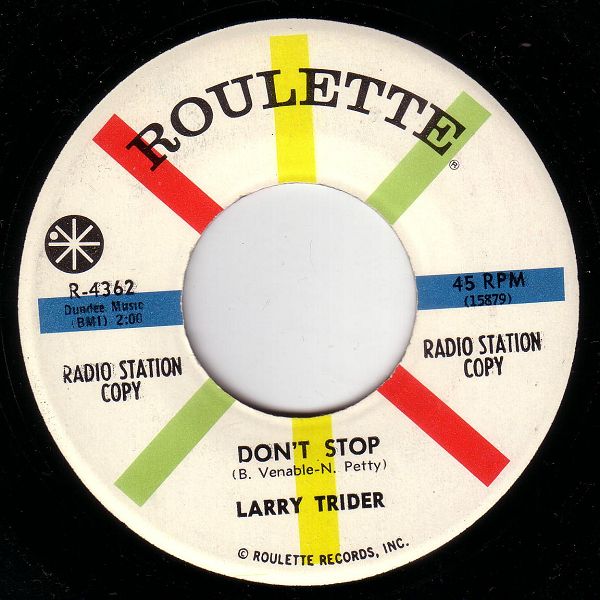 ROULETTE®
R-4362
Dundee Music
(BMI) 2:00
45 RPM
(15879)
RADIO STATION
COPY
RADIO STATION
COPY
DON'T STOP
(B. Venable-N. Petty)
LARRY TRIDER
© ROULETTE RECORDS, INC.